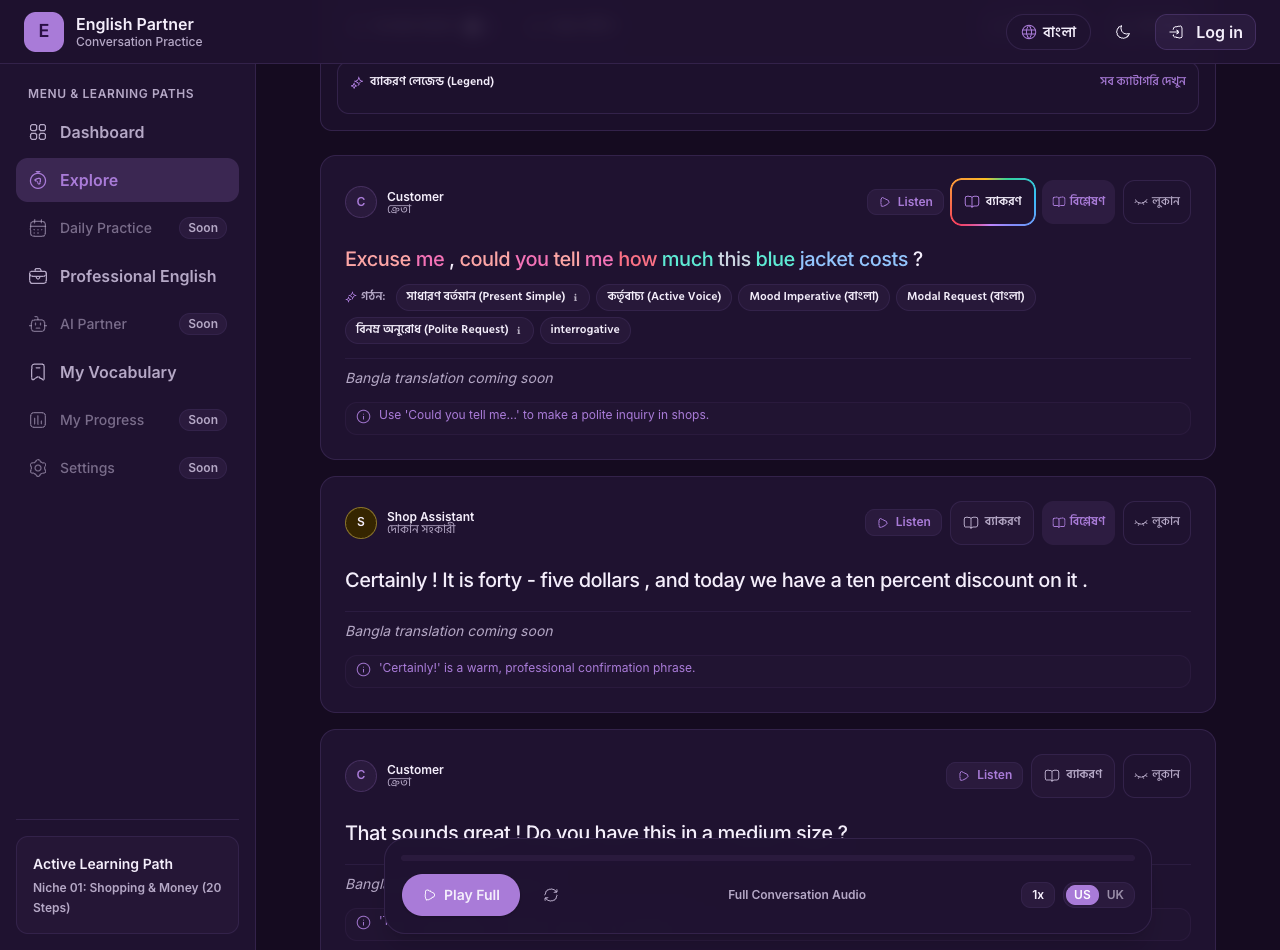 E
English Partner
Conversation Practice
বাংলা
Log in
MENU & LEARNING PATHS
Dashboard
Explore
Daily Practice Soon
Professional English
AI Partner Soon
My Vocabulary
My Progress Soon
Settings Soon
Active Learning Path
Niche 01: Shopping & Money (20
Steps)
ব্যাকরণ লেজেন্ড (Legend) সব ক্যাটাগরি দেখুন
C
Customer
ক্রেতা
Listen ব্যাকরণ বিশ্লেষণ লুকান
Excuse me , could you tell me how much this blue jacket costs ?
গঠন: সাধারণ বর্তমান (Present Simple) ℹ কর্তৃবাচ্য (Active Voice) Mood Imperative (বাংলা) Modal Request (বাংলা)
বিনম্র অনুরোধ (Polite Request) ℹ interrogative
Bangla translation coming soon
Use 'Could you tell me...' to make a polite inquiry in shops.
S
Shop Assistant
দোকান সহকারী
Listen ব্যাকরণ বিশ্লেষণ লুকান
Certainly ! It is forty - five dollars , and today we have a ten percent discount on it .
Bangla translation coming soon
'Certainly!' is a warm, professional confirmation phrase.
C
Customer
ক্রেতা
Listen ব্যাকরণ লুকান
That sounds great ! Do you have this in a medium size ?
Play Full
Full Conversation Audio
1x US UK